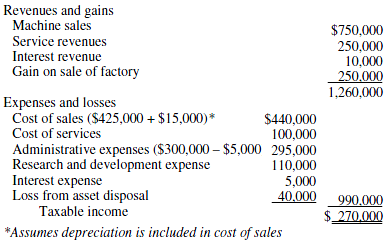 Revenues and gains
Machine sales $750,000
Service revenues 250,000
Interest revenue 10,000
Gain on sale of factory 250,000
1,260,000
Expenses and losses
Cost of sales ($425,000 + $15,000)* $440,000
Cost of services 100,000
Administrative expenses ($300,000 – $5,000 295,000
Research and development expense 110,000
Interest expense 5,000
Loss from asset disposal 40,000 990,000
Taxable income $ 270,000
*Assumes depreciation is included in cost of sales